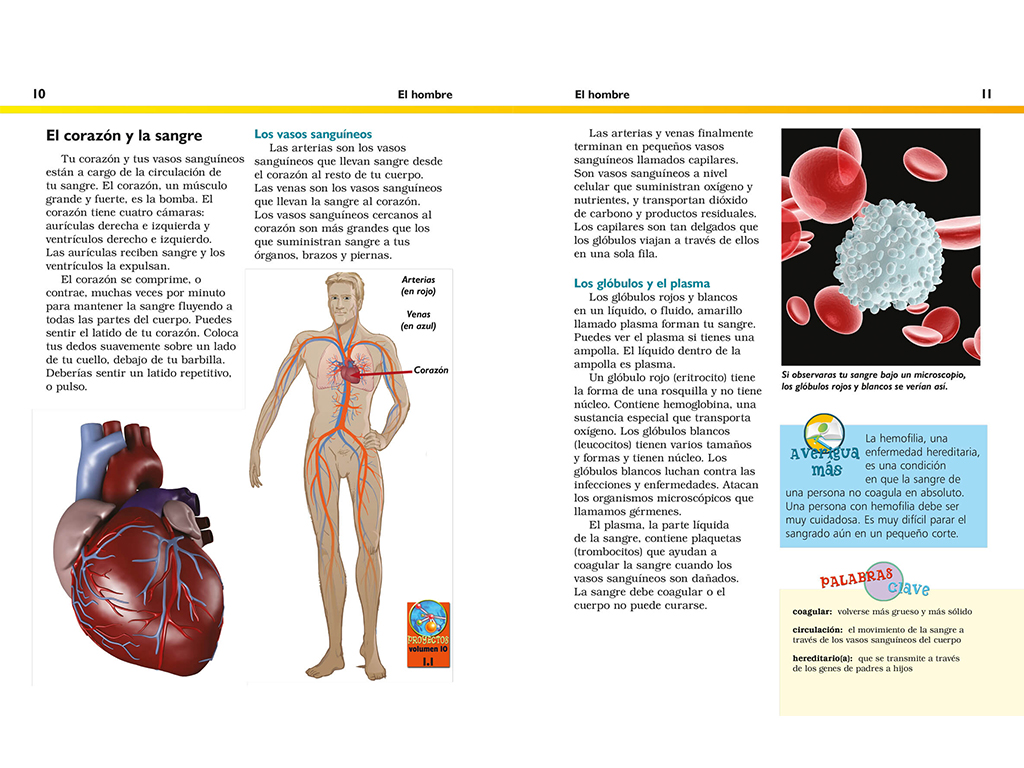 10
El hombre
El corazón y la sangre
Tu corazón y tus vasos sanguíneos
están a cargo de la circulación de
tu sangre. El corazón, un músculo
grande y fuerte, es la bomba. El
corazón tiene cuatro cámaras:
aurículas derecha e izquierda y
ventrículos derecho e izquierdo.
Las aurículas reciben sangre y los
ventrículos la expulsan.
El corazón se comprime, o
contrae, muchas veces por minuto
para mantener la sangre fluyendo a
todas las partes del cuerpo. Puedes
sentir el latido de tu corazón. Coloca
tus dedos suavemente sobre un lado
de tu cuello, debajo de tu barbilla.
Deberías sentir un latido repetitivo,
o pulso.
Los vasos sanguíneos
Las arterias son los vasos
sanguíneos que llevan sangre desde
el corazón al resto de tu cuerpo.
Las venas son los vasos sanguíneos
que llevan la sangre al corazón.
Los vasos sanguíneos cercanos al
corazón son más grandes que los
que suministran sangre a tus
órganos, brazos y piernas.
Arterias
(en rojo)
Venas
(en azul)
Corazón
PROYECTOS
volumen 10
1.1
El hombre
11
Las arterias y venas finalmente
terminan en pequeños vasos
sanguíneos llamados capilares.
Son vasos sanguíneos a nivel
celular que suministran oxígeno y
nutrientes, y transportan dióxido
de carbono y productos residuales.
Los capilares son tan delgados que
los glóbulos viajan a través de ellos
en una sola fila.
Los glóbulos y el plasma
Los glóbulos rojos y blancos
en un líquido, o fluido, amarillo
llamado plasma forman tu sangre.
Puedes ver el plasma si tienes una
ampolla. El líquido dentro de la
ampolla es plasma.
Un glóbulo rojo (eritrocito) tiene
la forma de una rosquilla y no tiene
núcleo. Contiene hemoglobina, una
sustancia especial que transporta
oxígeno. Los glóbulos blancos
(leucocitos) tienen varios tamaños
y formas y tienen núcleo. Los
glóbulos blancos luchan contra las
infecciones y enfermedades. Atacan
los organismos microscópicos que
llamamos gérmenes.
El plasma, la parte líquida
de la sangre, contiene plaquetas
(trombocitos) que ayudan a
coagular la sangre cuando los
vasos sanguíneos son dañados.
La sangre debe coagular o el
cuerpo no puede curarse.
Si observaras tu sangre bajo un microscopio,
los glóbulos rojos y blancos se verían así.
Averigua
más
La hemofilia, una
enfermedad hereditaria,
es una condición
en que la sangre de
una persona no coagula en absoluto.
Una persona con hemofilia debe ser
muy cuidadosa. Es muy difícil parar el
sangrado aún en un pequeño corte.
PALABRAS
clave
coagular: volverse más grueso y más sólido
circulación: el movimiento de la sangre a
través de los vasos sanguíneos del cuerpo
hereditario(a): que se transmite a través
de los genes de padres a hijos